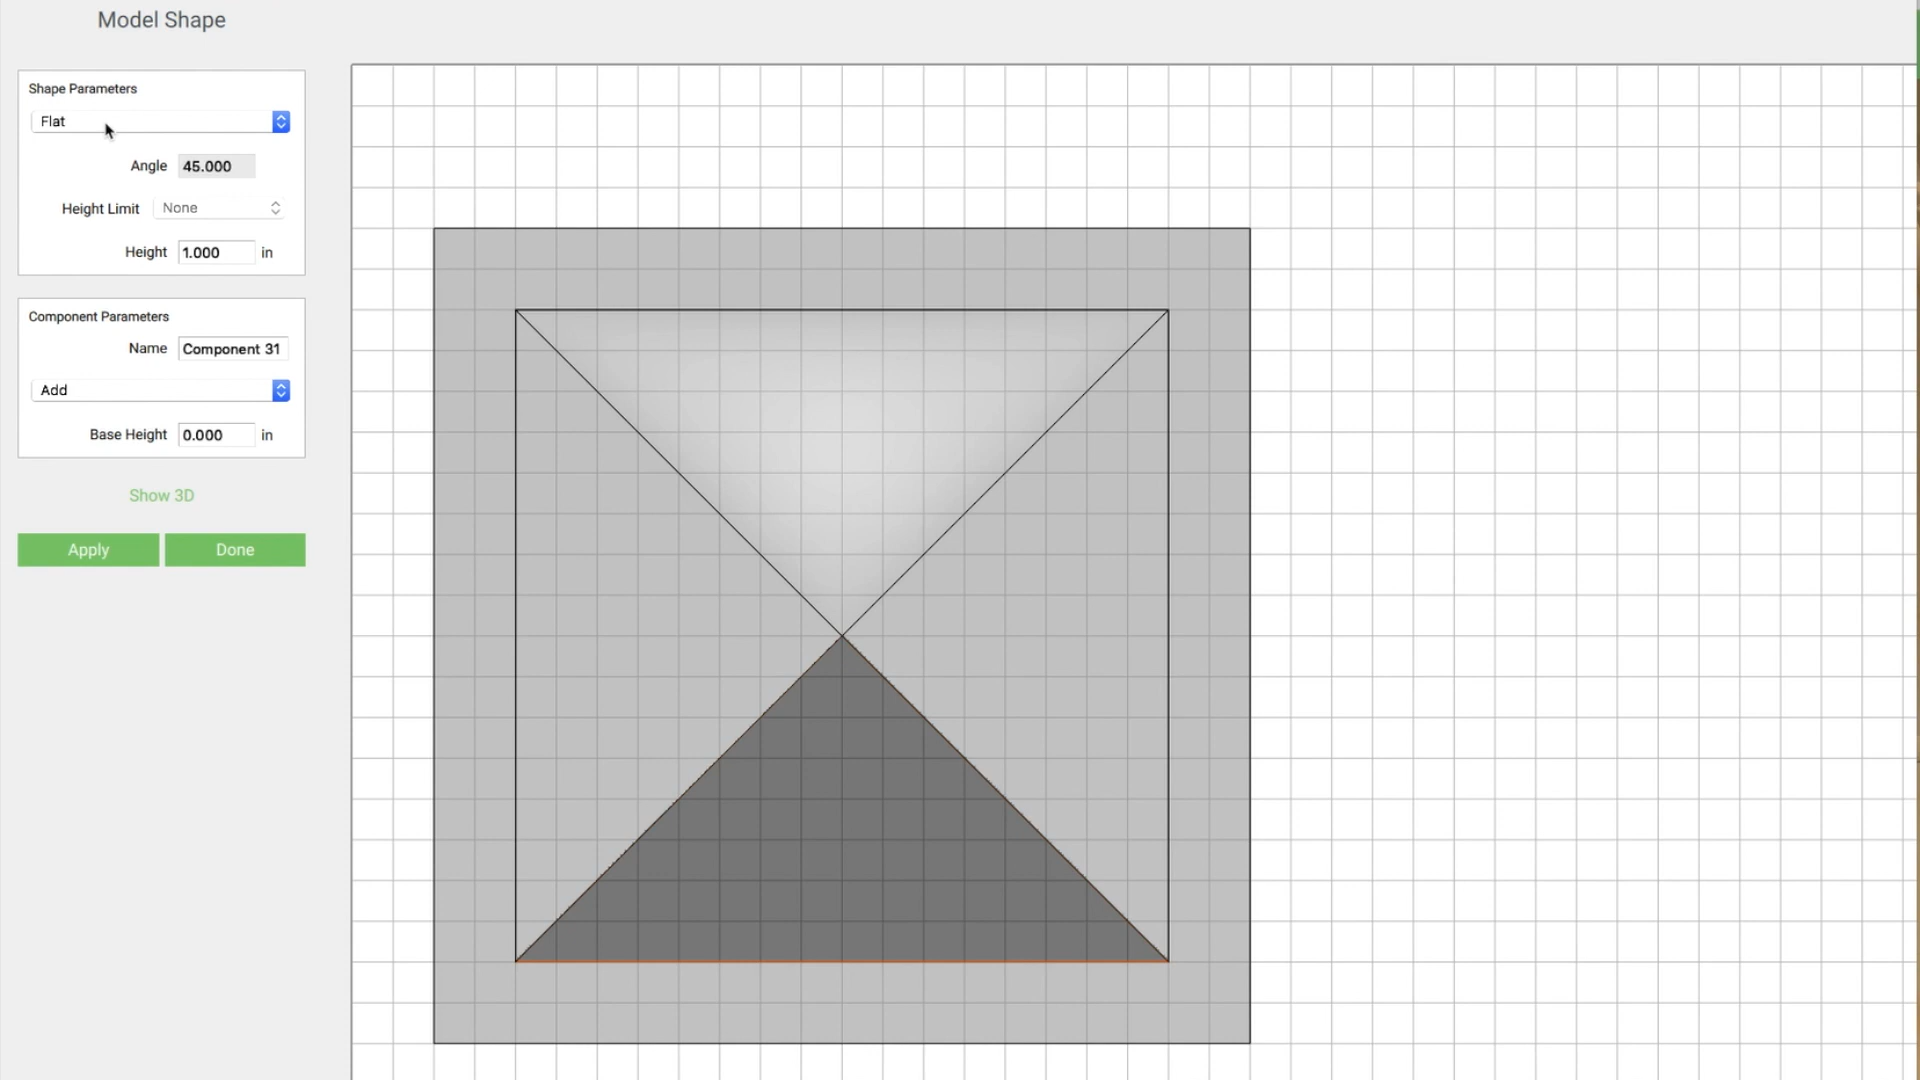 Model Shape
Shape Parameters
Flat
Angle 45.000
Height Limit None
Height 1.000 in
Component Parameters
Name Component 31
Add
Base Height 0.000 in
Show 3D
Apply Done